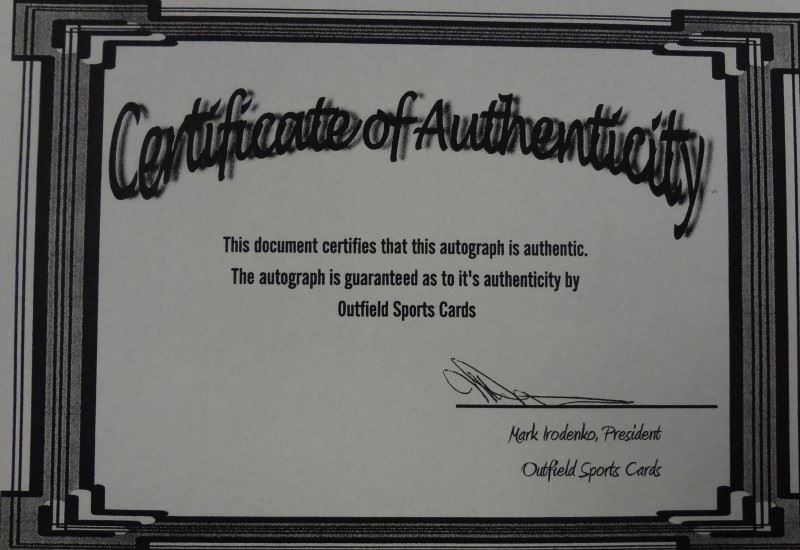 Certificate of Authenticity
This document certifies that this autograph is authentic.
The autograph is guaranteed as to it's authenticity by
Outfield Sports Cards
Mark Irodenko, President
Outfield Sports Cards